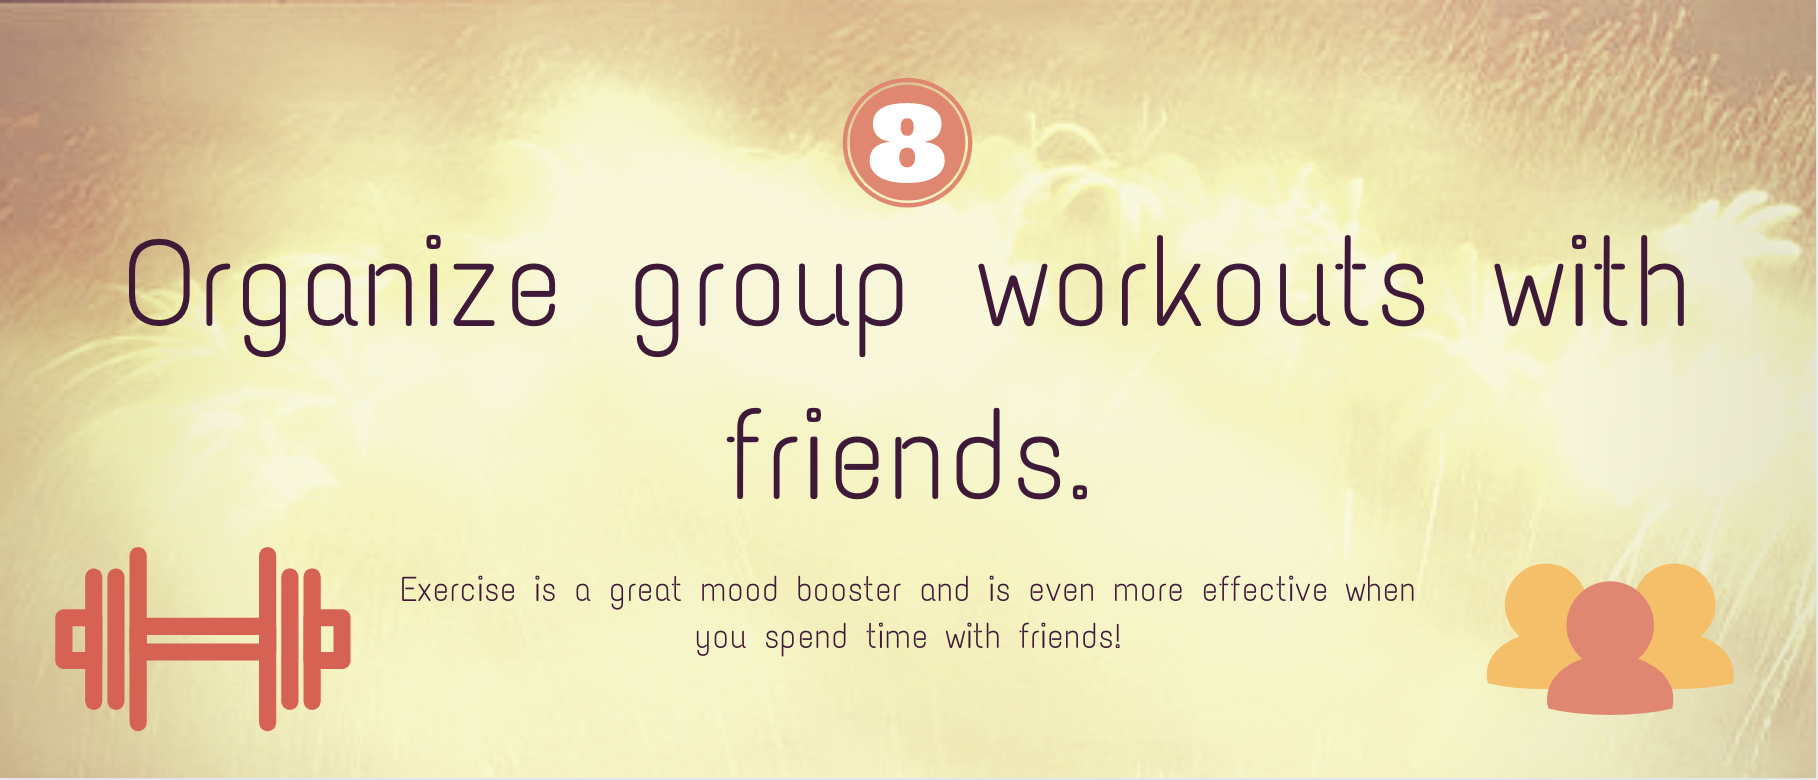 8
Organize group workouts with
friends.
Exercise is a great mood booster and is even more effective when
you spend time with friends!